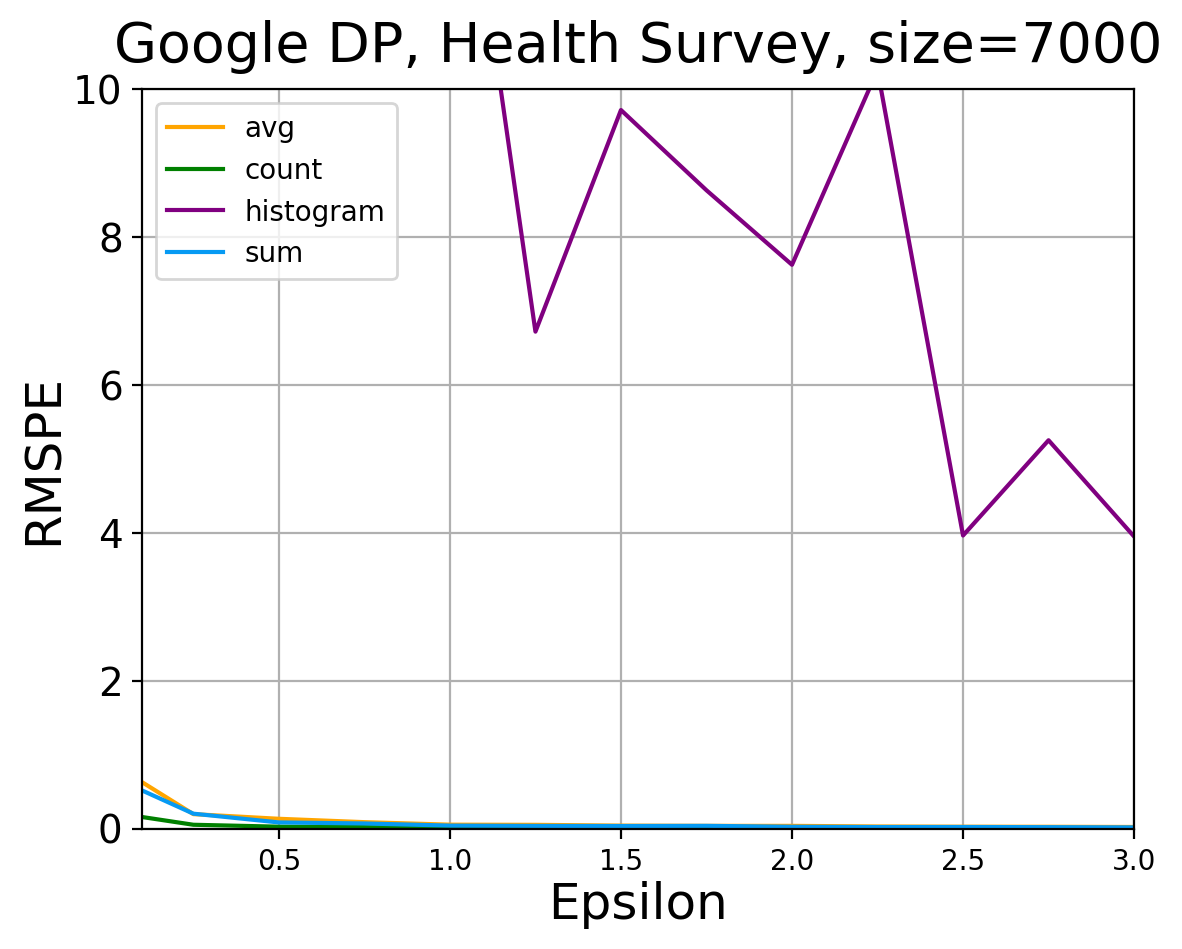 Google DP, Health Survey, size=7000
10
8
6
4
2
0
RMSPE
avg
count
histogram
sum
0.5 1.0 1.5 2.0 2.5 3.0
Epsilon